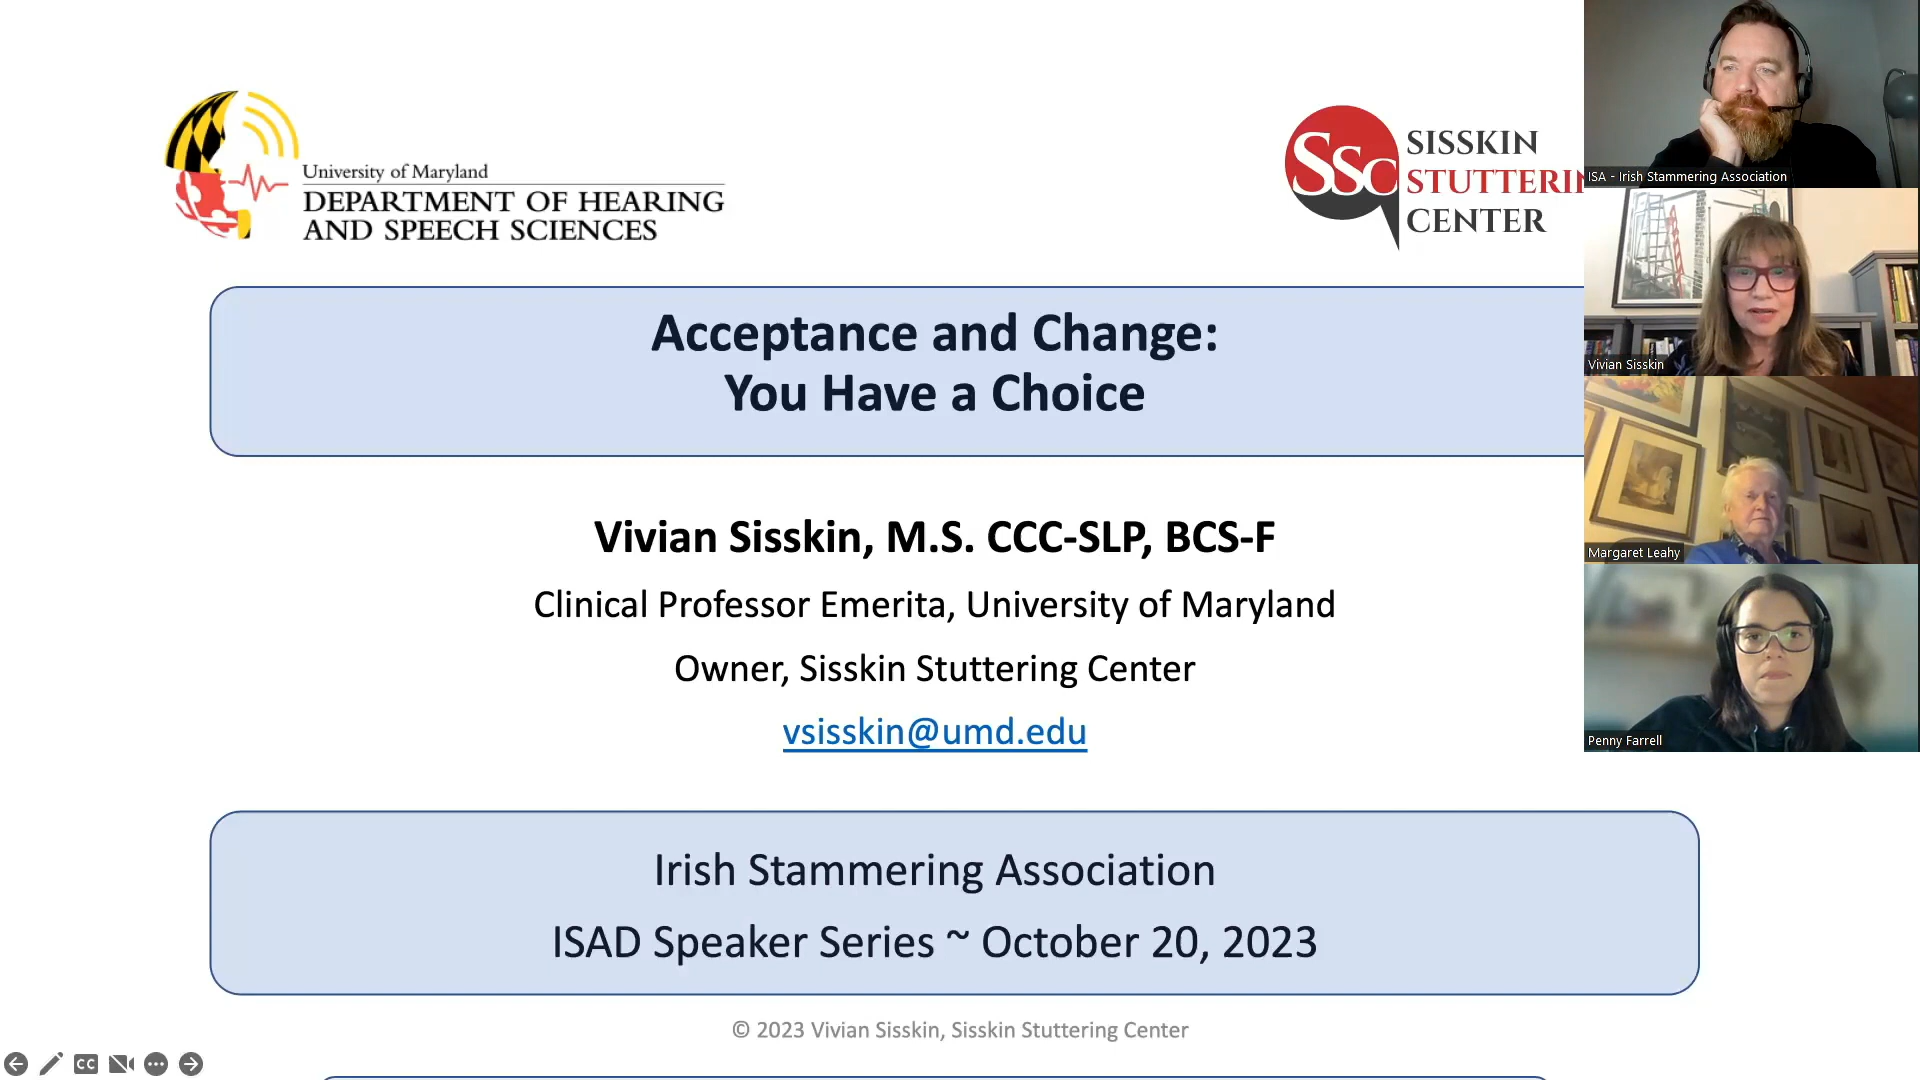 University of Maryland
DEPARTMENT OF HEARING
AND SPEECH SCIENCES
SSC
SISSKIN
STUTTERIN
CENTER
Acceptance and Change:
You Have a Choice
Vivian Sisskin, M.S. CCC-SLP, BCS-F
Clinical Professor Emerita, University of Maryland
Owner, Sisskin Stuttering Center
vsisskin@umd.edu
Irish Stammering Association
ISAD Speaker Series ~ October 20, 2023
© 2023 Vivian Sisskin, Sisskin Stuttering Center
CC
ISA - Irish Stammering Association
Vivian Sisskin
Margaret Leahy
Penny Farrell